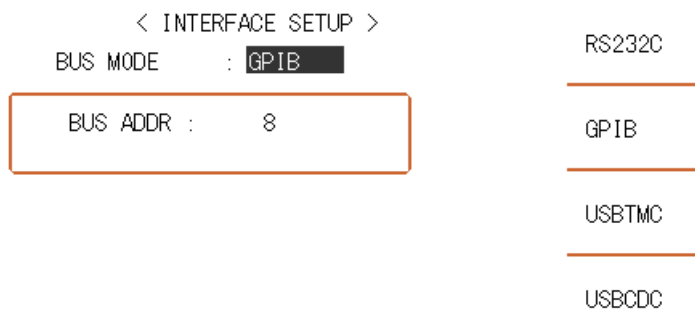 < INTERFACE SETUP >
BUS MODE : GPIB
BUS ADDR : 8
RS232C
GPIB
USBTMC
USBCDC